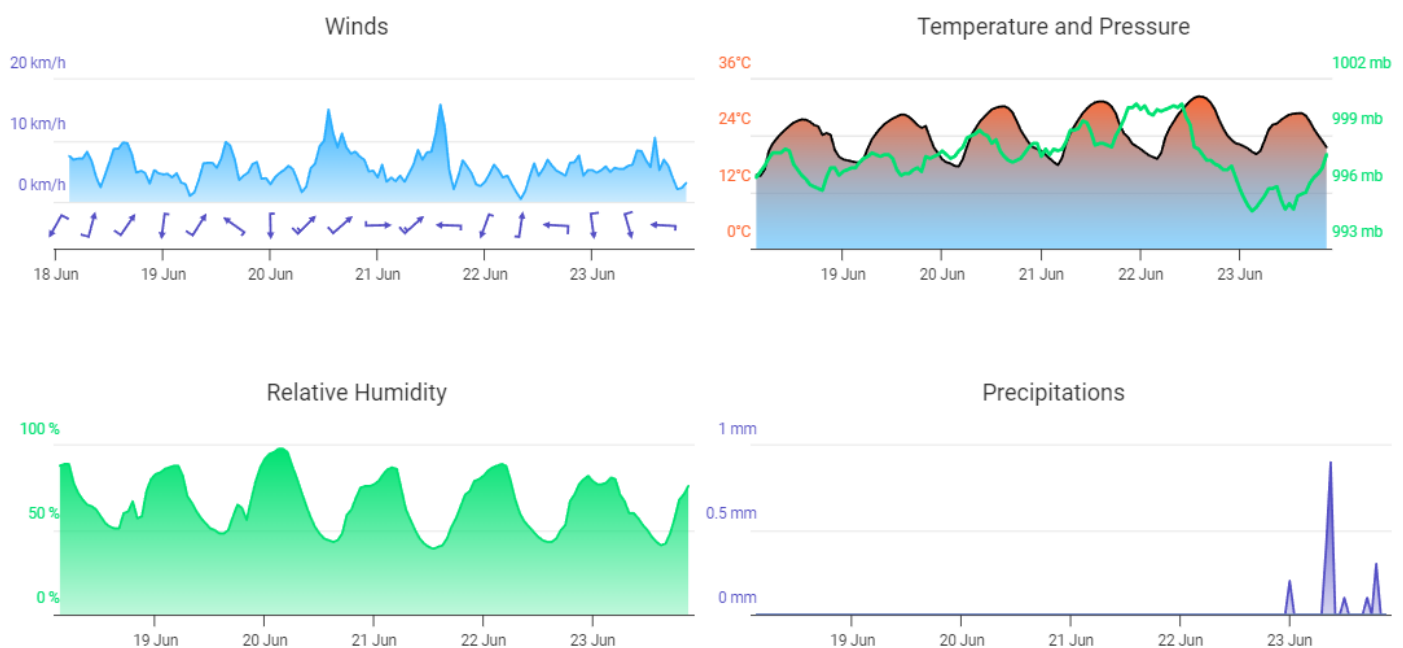 Winds
20 km/h
10 km/h
0 km/h
18 Jun 19 Jun 20 Jun 21 Jun 22 Jun 23 Jun
Temperature and Pressure
36°C 1002 mb
24°C 999 mb
12°C 996 mb
0°C 993 mb
19 Jun 20 Jun 21 Jun 22 Jun 23 Jun
Relative Humidity
100 %
50 %
0 %
19 Jun 20 Jun 21 Jun 22 Jun 23 Jun
Precipitations
1 mm
0.5 mm
0 mm
19 Jun 20 Jun 21 Jun 22 Jun 23 Jun